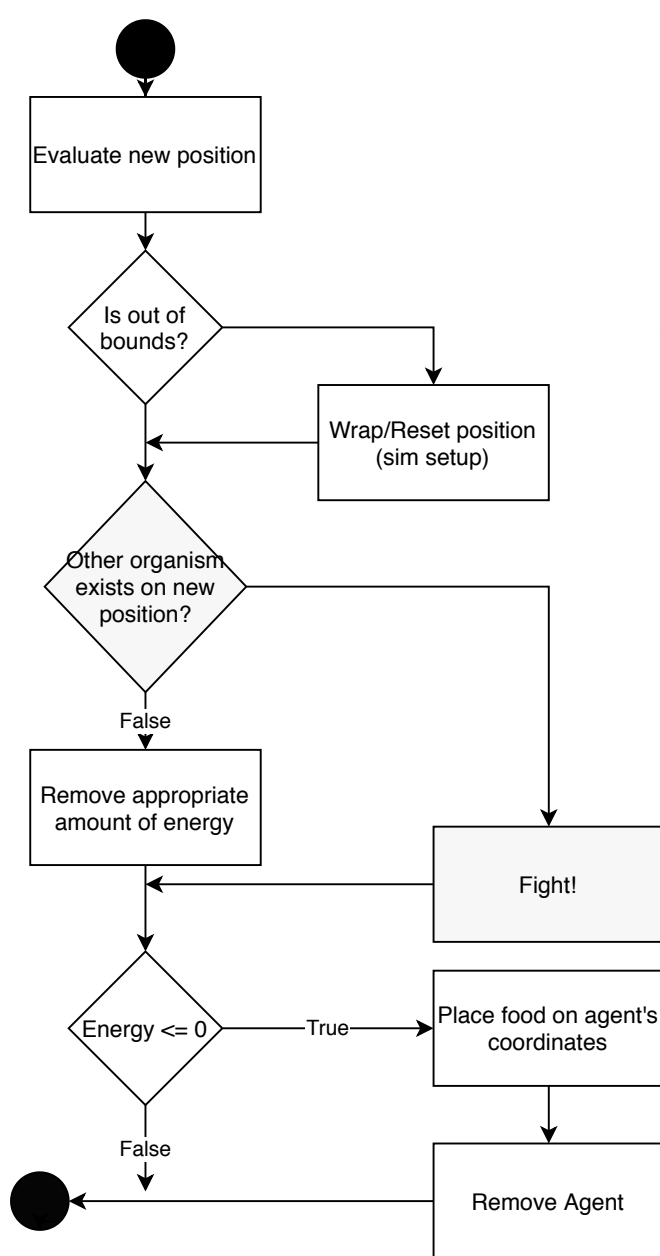 Evaluate new position
Is out of
bounds?
Wrap/Reset position
(sim setup)
Other organism
exists on new
position?
False
Remove appropriate
amount of energy
Fight!
Energy <= 0
True
Place food on agent's
coordinates
False
Remove Agent